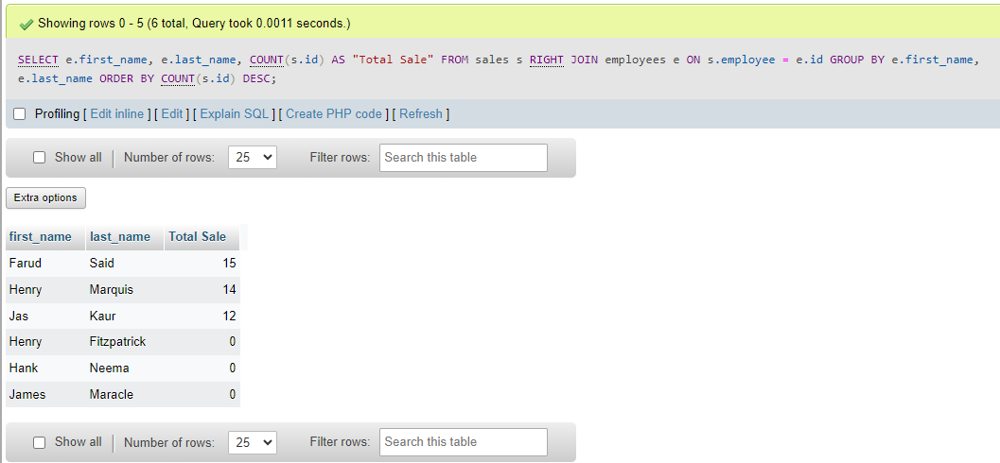 Showing rows 0 - 5 (6 total, Query took 0.0011 seconds.)
SELECT e.first_name, e.last_name, COUNT(s.id) AS "Total Sale" FROM sales s RIGHT JOIN employees e ON s.employee = e.id GROUP BY e.first_name,
e.last_name ORDER BY COUNT(s.id) DESC;
Profiling [ Edit inline ] [ Edit ] [ Explain SQL ] [ Create PHP code ] [ Refresh ]
Show all Number of rows: 25 Filter rows: Search this table
Extra options
first_name last_name Total Sale
Farud Said 15
Henry Marquis 14
Jas Kaur 12
Henry Fitzpatrick 0
Hank Neema 0
James Maracle 0
Show all Number of rows: 25 Filter rows: Search this table